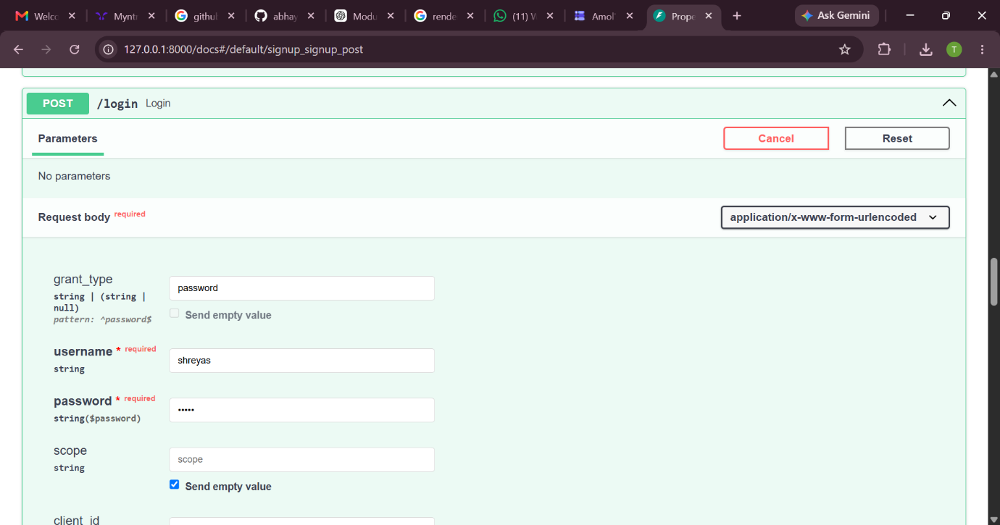 Welco
Myntr
githul
abhay
Modu
rende
(11) W
Amol'
Prope
Ask Gemini
127.0.0.1:8000/docs#/default/signup_signup_post
T
POST /login Login
Parameters
Cancel
Reset
No parameters
Request body required
application/x-www-form-urlencoded
grant_type
string | (string |
null)
pattern: ^password$
password
Send empty value
username * required
string
shreyas
password * required
string($password)
•••••
scope
string
scope
Send empty value
client_id